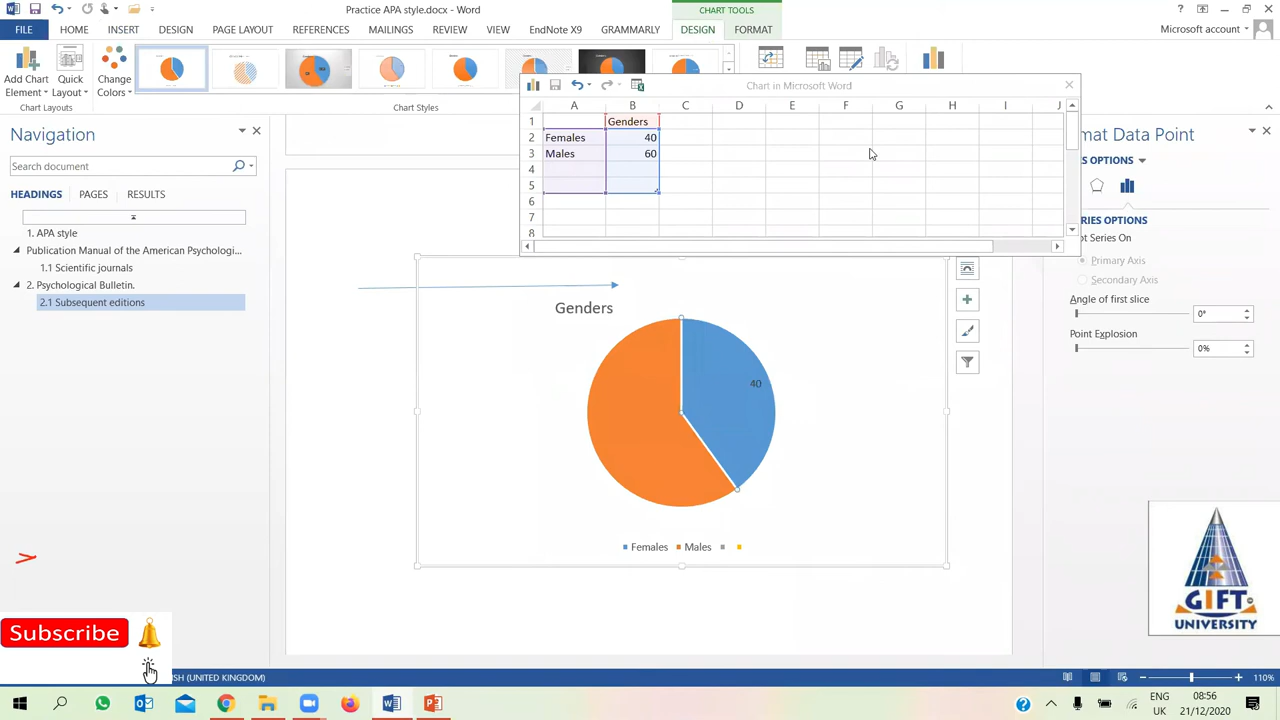 Practice APA style.docx - Word
CHART TOOLS
FILE HOME INSERT DESIGN PAGE LAYOUT REFERENCES MAILINGS REVIEW VIEW EndNote X9 GRAMMARLY DESIGN FORMAT
Microsoft account
Add Chart Element
Quick Layout
Change Colors
Chart Layouts
Chart Styles
Chart in Microsoft Word
A B C D E F G H I J
1 Genders
2 Females 40
3 Males 60
4
5
6
7
8
Navigation
Search document
HEADINGS PAGES RESULTS
1. APA style
Publication Manual of the American Psychologi...
1.1 Scientific journals
2. Psychological Bulletin.
2.1 Subsequent editions
Genders
40
Females Males
mat Data Point
S OPTIONS
ERIES OPTIONS
ot Series On
Primary Axis
Secondary Axis
Angle of first slice
0°
Point Explosion
0%
GIFT
UNIVERSITY
Subscribe
SH (UNITED KINGDOM)
110%
ENG
UK
08:56
21/12/2020